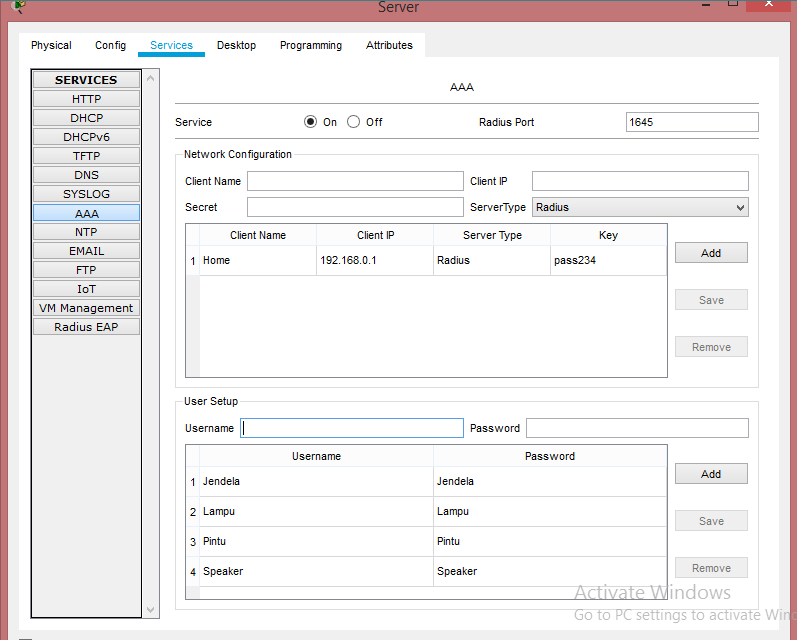 Server
Physical Config Services Desktop Programming Attributes
SERVICES
HTTP
DHCP
DHCPv6
TFTP
DNS
SYSLOG
AAA
NTP
EMAIL
FTP
IoT
VM Management
Radius EAP
AAA
Service On Off Radius Port 1645
Network Configuration
Client Name Client IP
Secret ServerType Radius
Client Name Client IP Server Type Key
1 Home 192.168.0.1 Radius pass234
Add
Save
Remove
User Setup
Username Password
Username Password
1 Jendela Jendela
2 Lampu Lampu
3 Pintu Pintu
4 Speaker Speaker
Add
Save
Remove
Activate Windows
Go to PC settings to activate Win